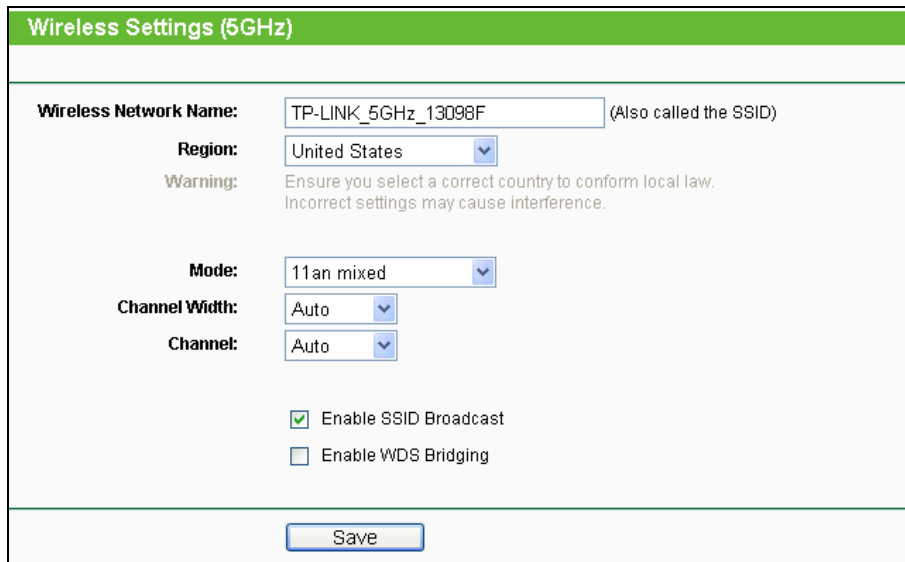 Wireless Settings (5GHz)
Wireless Network Name: TP-LINK_5GHz_13098F (Also called the SSID)
Region: United States
Warning: Ensure you select a correct country to conform local law.
Incorrect settings may cause interference.
Mode: 11an mixed
Channel Width: Auto
Channel: Auto
Enable SSID Broadcast
Enable WDS Bridging
Save